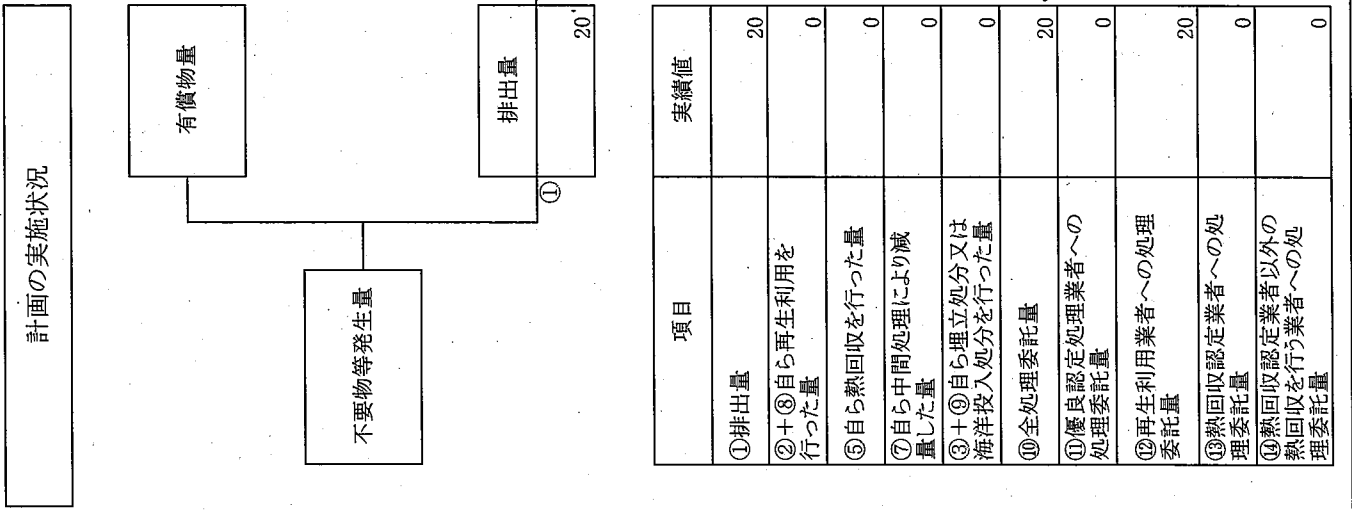 計画の実施状況
有償物量
不要物等発生量
排出量
①
20
項目
実績値
①排出量
20
②+⑧自ら再生利用を
行った量
0
⑤自ら熱回収を行った量
0
⑦自ら中間処理により減
量した量
0
③+⑨自ら埋立処分又は
海洋投入処分を行った量
0
⑩全処理委託量
20
⑪優良認定処理業者への
処理委託量
0
⑫再生利用業者への処理
委託量
20
⑬熱回収認定業者への処
理委託量
0
⑭熱回収認定業者以外の
熱回収を行う業者への処
理委託量
0